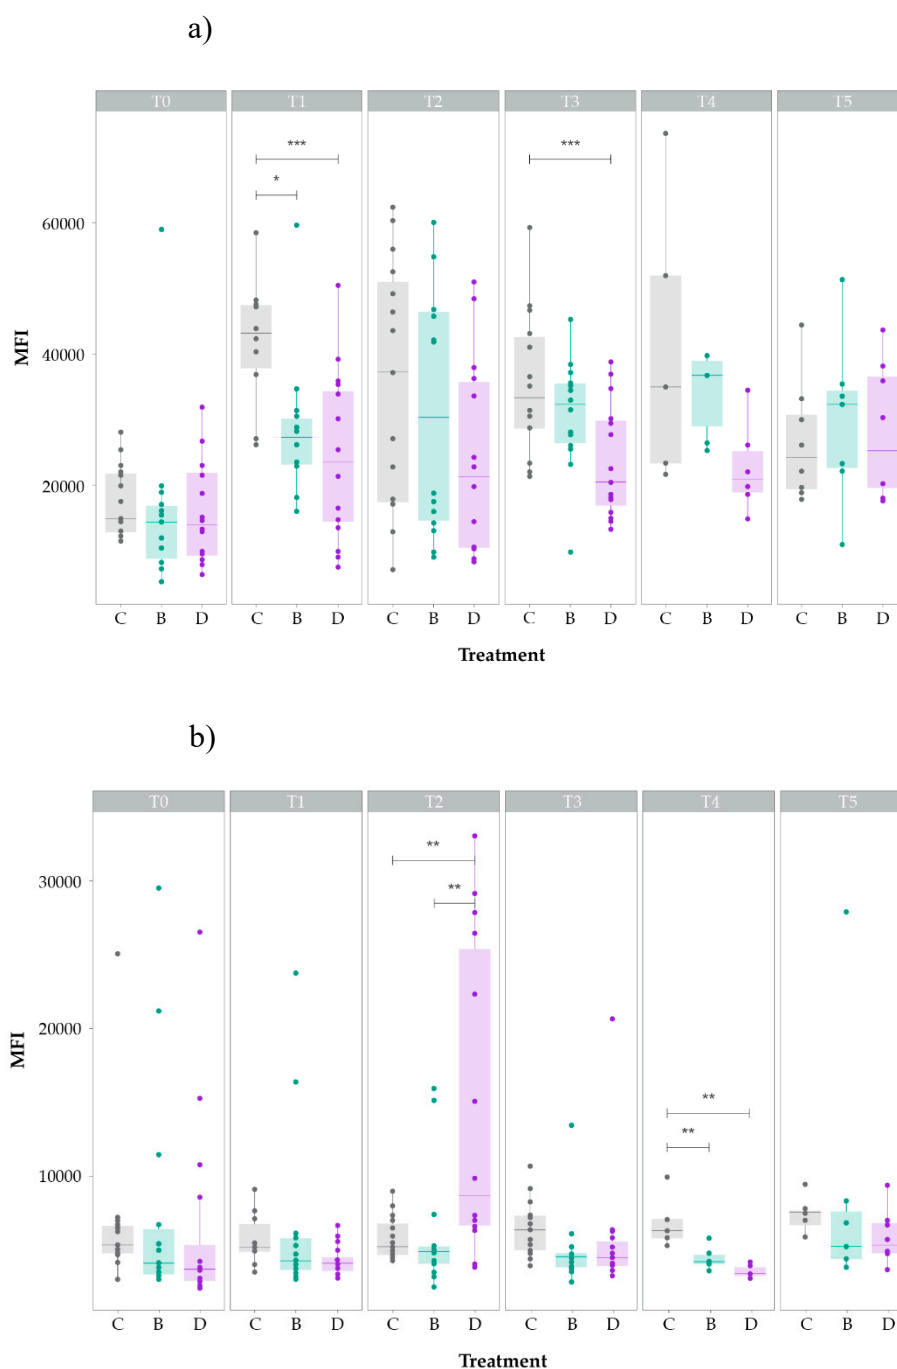 a)
T0 T1 T2 T3 T4 T5
***
***
*
60000
40000
20000
MFI
C B D C B D C B D C B D C B D C B D
Treatment
b)
T0 T1 T2 T3 T4 T5
**
**
30000
20000
10000
MFI
**
**
C B D C B D C B D C B D C B D C B D
Treatment